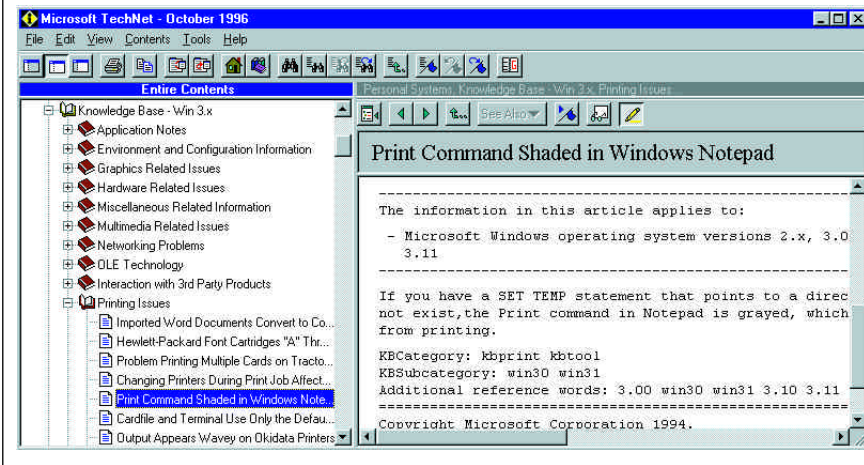 Microsoft TechNet - October 1996
File Edit View Contents Tools Help
Entire Contents
Personal Systems, Knowledge Base - Win 3.x, Printing Issues...
Knowledge Base - Win 3.x
Application Notes
Environment and Configuration Information
Graphics Related Issues
Hardware Related Issues
Miscellaneous Related Information
Multimedia Related Issues
Networking Problems
OLE Technology
Interaction with 3rd Party Products
Printing Issues
Imported Word Documents Convert to Co...
Hewlett-Packard Font Cartridges "A" Thr...
Problem Printing Multiple Cards on Tracto...
Changing Printers During Print Job Affect...
Print Command Shaded in Windows Note...
Cardfile and Terminal Use Only the Defau...
Output Appears Wavey on Okidata Printers
See Also
Print Command Shaded in Windows Notepad
---------------------------------------------------------------
The information in this article applies to:
- Microsoft Windows operating system versions 2.x, 3.0
3.11
---------------------------------------------------------------
If you have a SET TEMP statement that points to a direc
not exist,the Print command in Notepad is grayed, which
from printing.
KBCategory: kbprint kbtool
KBSubcategory: win30 win31
Additional reference words: 3.00 win30 win31 3.10 3.11
===============================================================
Copyright Microsoft Corporation 1994.